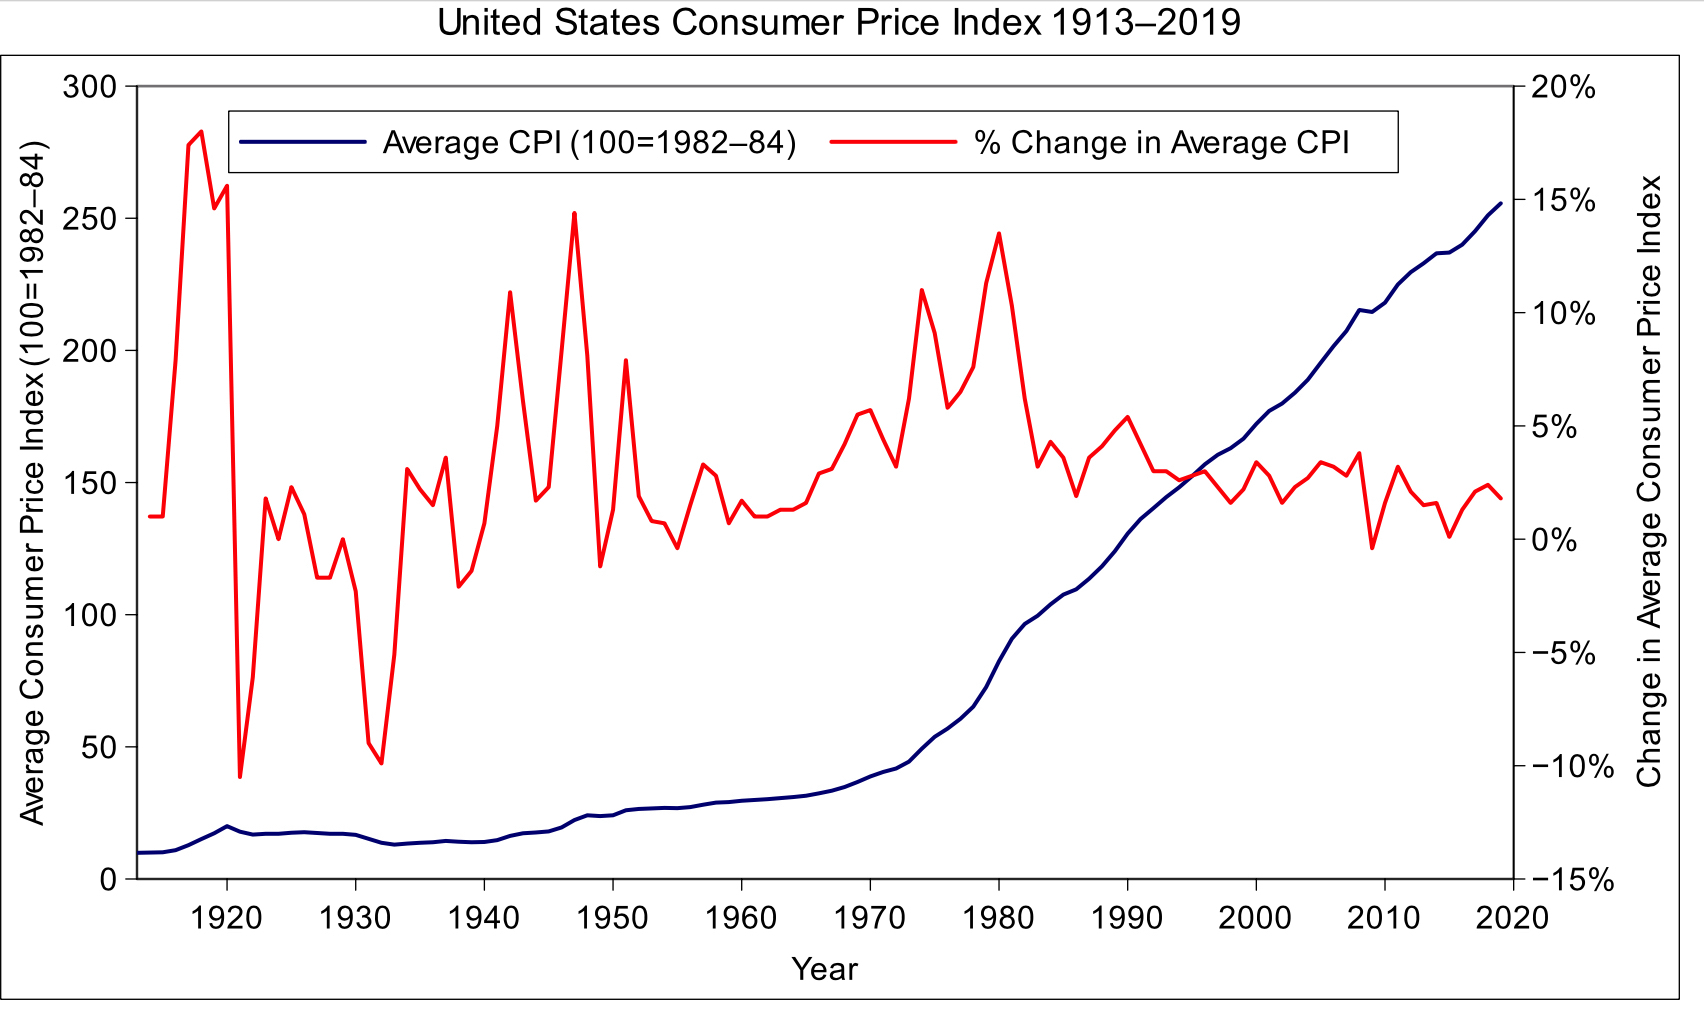 United States Consumer Price Index 1913–2019
Average CPI (100=1982–84)
% Change in Average CPI
Average Consumer Price Index (100=1982–84)
300
250
200
150
100
50
0
20%
15%
10%
5%
0%
−5%
−10%
−15%
Change in Average Consumer Price Index
1920 1930 1940 1950 1960 1970 1980 1990 2000 2010 2020
Year